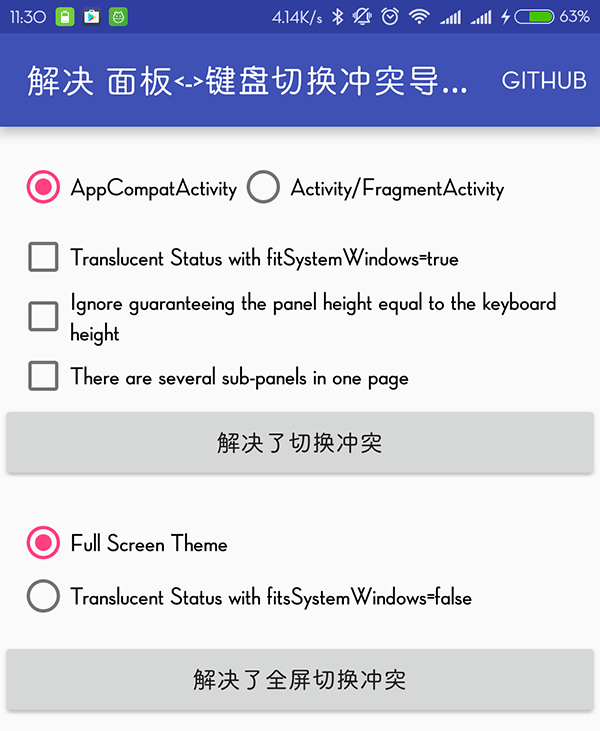 11:30 4.14K/s 63%
解决 面板<->键盘切换冲突导... GITHUB
AppCompatActivity Activity/FragmentActivity
Translucent Status with fitSystemWindows=true
Ignore guaranteeing the panel height equal to the keyboard
height
There are several sub-panels in one page
解决了切换冲突
Full Screen Theme
Translucent Status with fitsSystemWindows=false
解决了全屏切换冲突